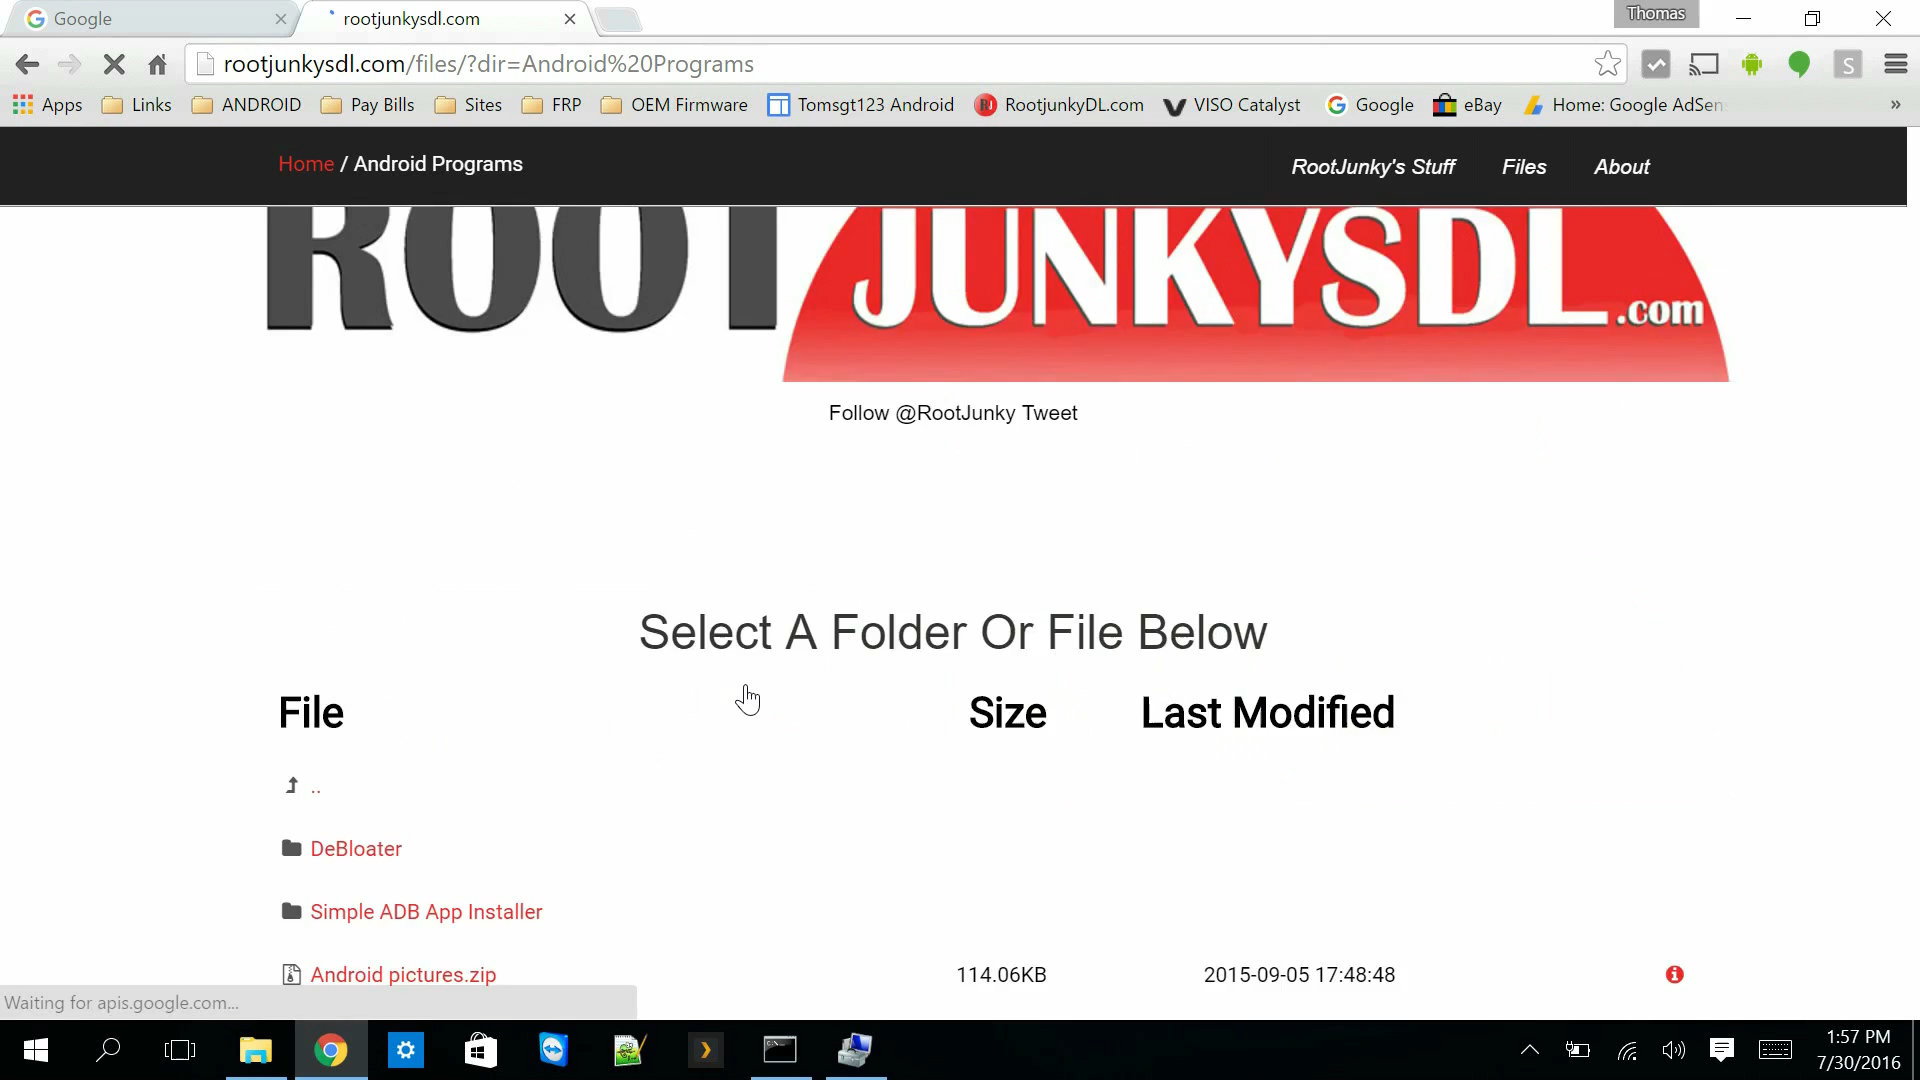 Google
rootjunkysdl.com
Thomas
rootjunkysdl.com/files/?dir=Android%20Programs
S
Apps
Links
ANDROID
Pay Bills
Sites
FRP
OEM Firmware
Tomsgt123 Android
RootjunkyDL.com
VISO Catalyst
Google
eBay
Home: Google AdSen
»
Home / Android Programs
RootJunky's Stuff
Files
About
ROOT JUNKYSDL.com
Follow @RootJunky Tweet
Select A Folder Or File Below
File Size Last Modified
..
DeBloater
Simple ADB App Installer
Android pictures.zip 114.06KB 2015-09-05 17:48:48
Waiting for apis.google.com...
1:57 PM
7/30/2016